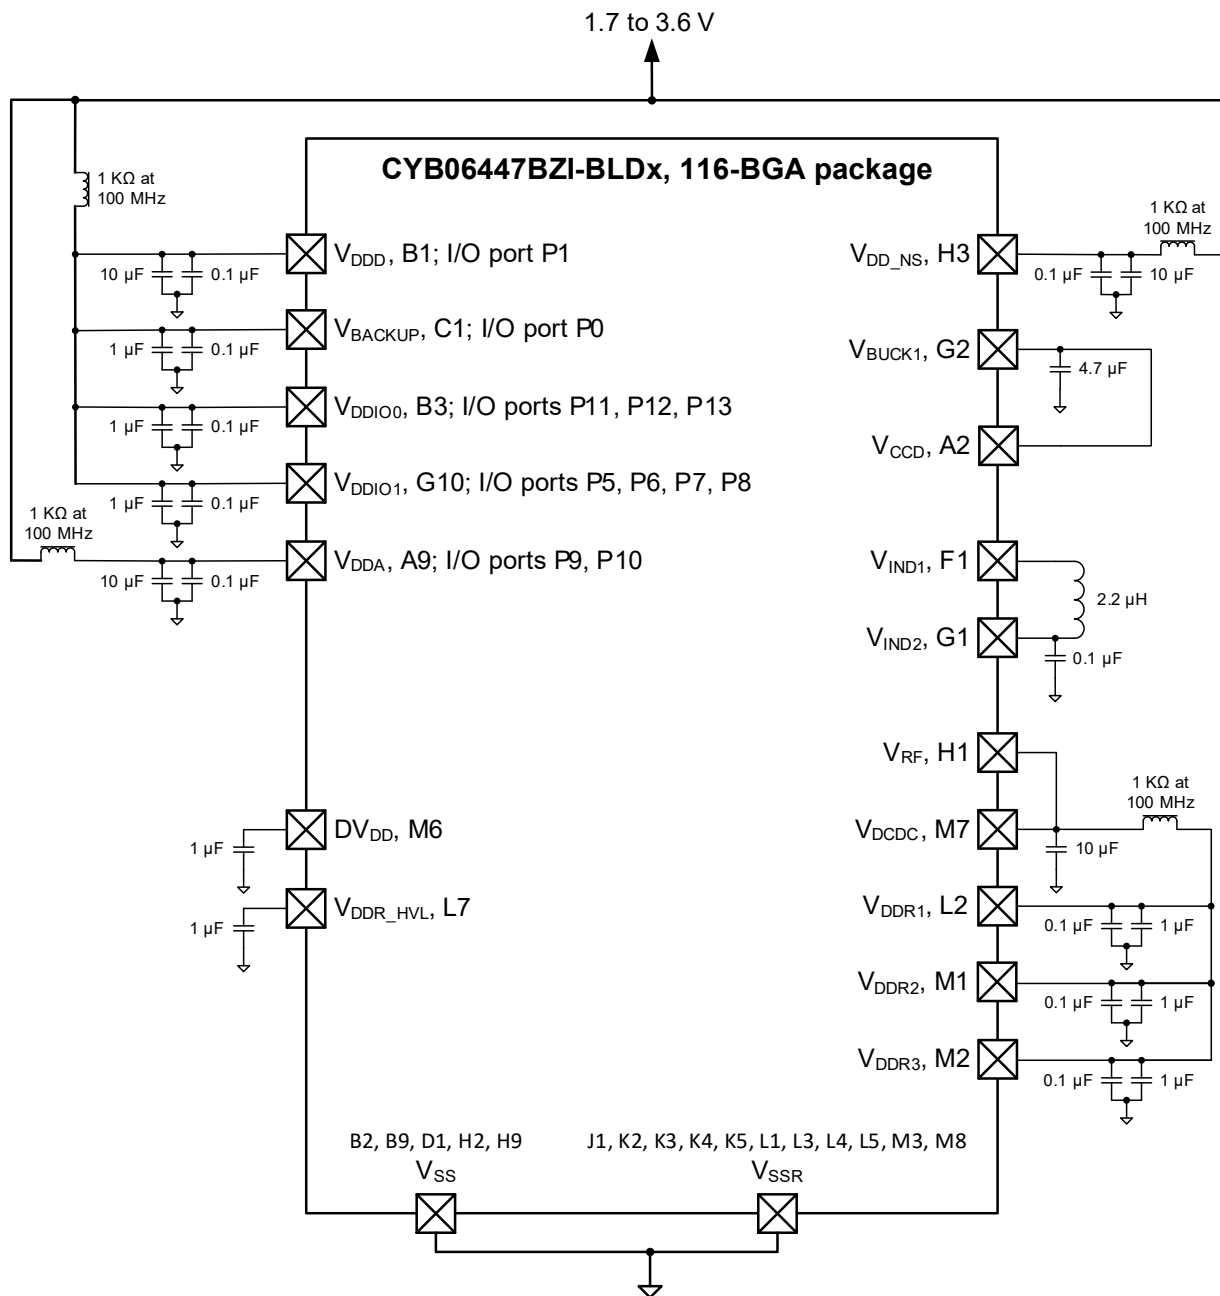 1.7 to 3.6 V
CYB06447BZI-BLDx, 116-BGA package
1 KΩ at
100 MHz
VDDD, B1; I/O port P1
10 µF
0.1 µF
VBACKUP, C1; I/O port P0
1 µF
0.1 µF
VDDIO0, B3; I/O ports P11, P12, P13
1 µF
0.1 µF
VDDIO1, G10; I/O ports P5, P6, P7, P8
1 µF
0.1 µF
1 KΩ at
100 MHz
VDDA, A9; I/O ports P9, P10
10 µF
0.1 µF
DVDD, M6
1 µF
VDDR_HVL, L7
1 µF
1 KΩ at
100 MHz
VDD_NS, H3
0.1 µF
10 µF
VBUCK1, G2
4.7 µF
VCCD, A2
VIND1, F1
2.2 µH
VIND2, G1
0.1 µF
VRF, H1
1 KΩ at
100 MHz
VDCDC, M7
10 µF
VDDR1, L2
0.1 µF
1 µF
VDDR2, M1
0.1 µF
1 µF
VDDR3, M2
0.1 µF
1 µF
B2, B9, D1, H2, H9
VSS
J1, K2, K3, K4, K5, L1, L3, L4, L5, M3, M8
VSSR